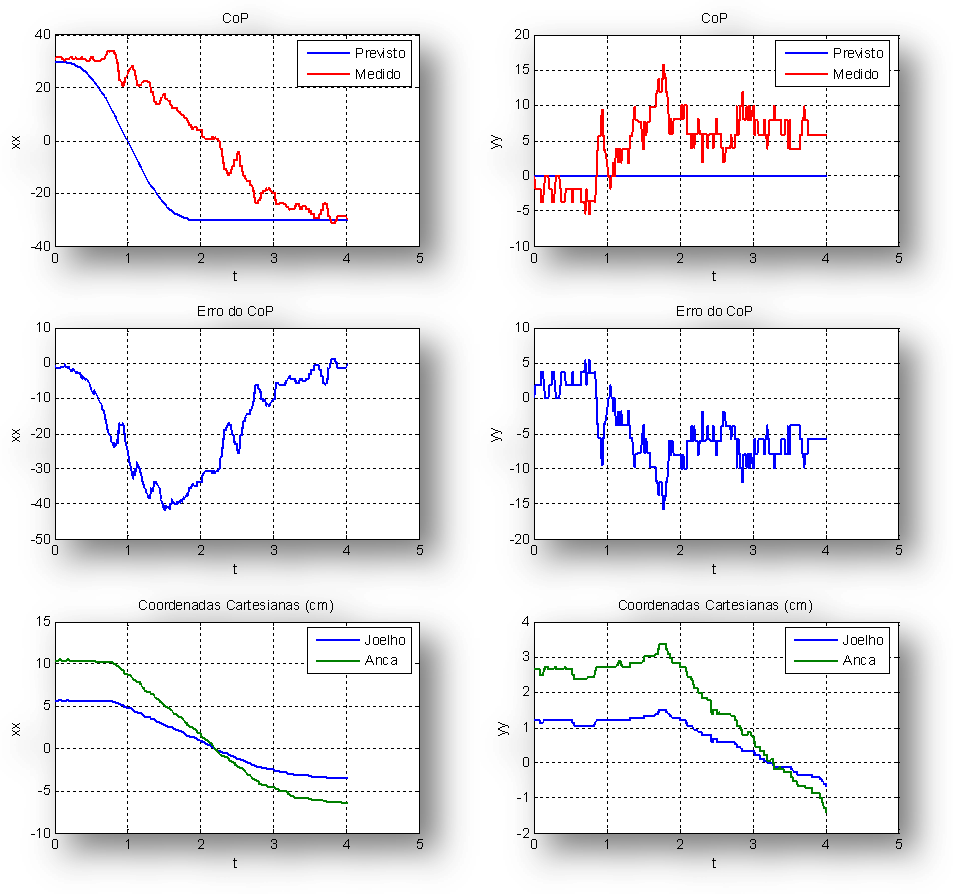 CoP
40
20
0
-20
-40
xx
0 1 2 3 4 5
t
Previsto
Medido
CoP
20
15
10
5
0
-5
-10
yy
0 1 2 3 4 5
t
Previsto
Medido
Erro do CoP
10
0
-10
-20
-30
-40
-50
xx
0 1 2 3 4 5
t
Erro do CoP
10
5
0
-5
-10
-15
-20
yy
0 1 2 3 4 5
t
Coordenadas Cartesianas (cm)
15
10
5
0
-5
-10
xx
0 1 2 3 4 5
t
Joelho
Anca
Coordenadas Cartesianas (cm)
4
3
2
1
0
-1
-2
yy
0 1 2 3 4 5
t
Joelho
Anca